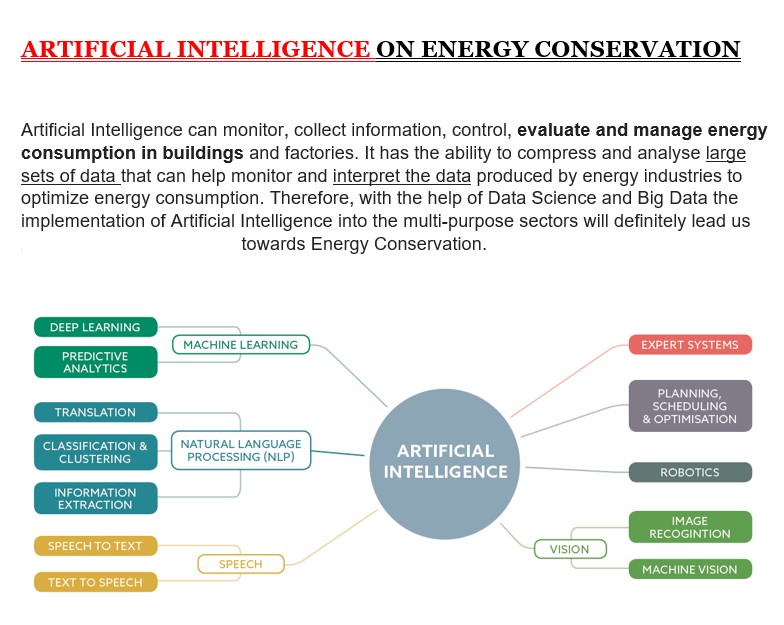 ARTIFICIAL INTELLIGENCE ON ENERGY CONSERVATION
Artificial Intelligence can monitor, collect information, control, evaluate and manage energy
consumption in buildings and factories. It has the ability to compress and analyse large
sets of data that can help monitor and interpret the data produced by energy industries to
optimize energy consumption. Therefore, with the help of Data Science and Big Data the
implementation of Artificial Intelligence into the multi-purpose sectors will definitely lead us
towards Energy Conservation.
DEEP LEARNING
PREDICTIVE
ANALYTICS
MACHINE LEARNING
TRANSLATION
CLASSIFICATION &
CLUSTERING
INFORMATION
EXTRACTION
NATURAL LANGUAGE
PROCESSING (NLP)
SPEECH TO TEXT
TEXT TO SPEECH
SPEECH
ARTIFICIAL
INTELLIGENCE
EXPERT SYSTEMS
PLANNING,
SCHEDULING
& OPTIMISATION
ROBOTICS
VISION
IMAGE
RECOGINTION
MACHINE VISION